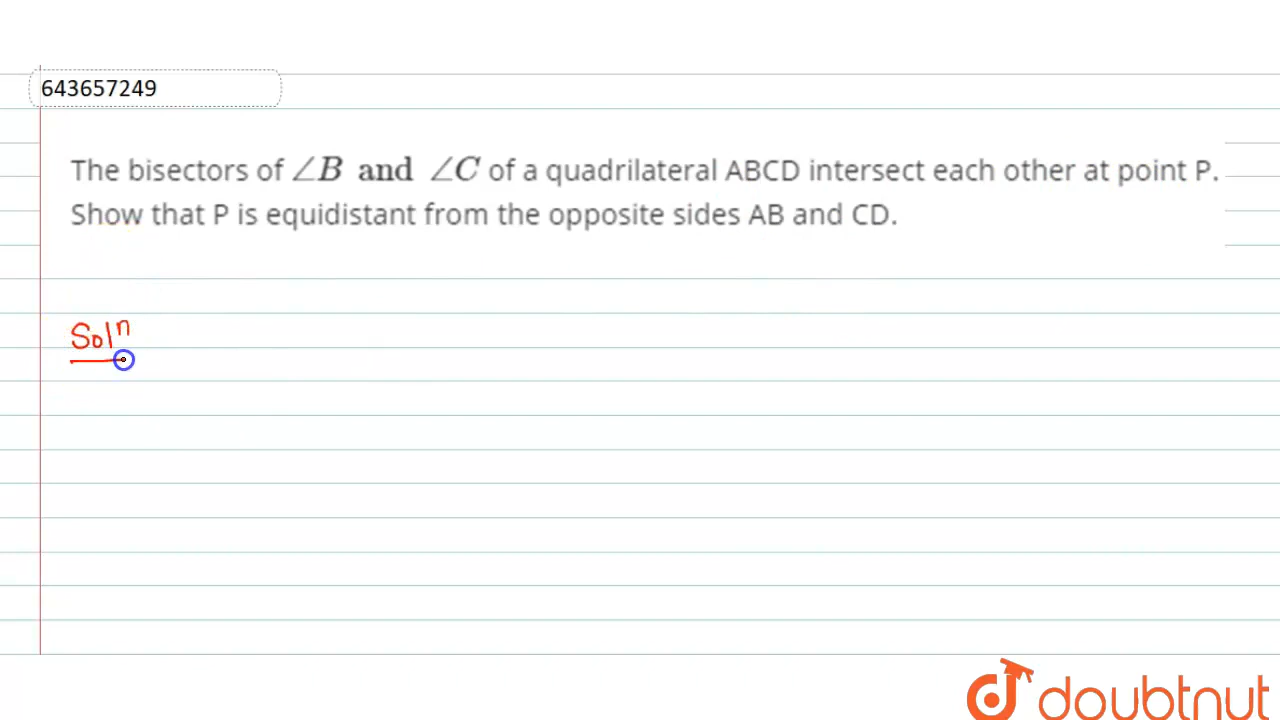 643657249
The bisectors of ∠B and ∠C of a quadrilateral ABCD intersect each other at point P.
Show that P is equidistant from the opposite sides AB and CD.
Solⁿ
doubtnut